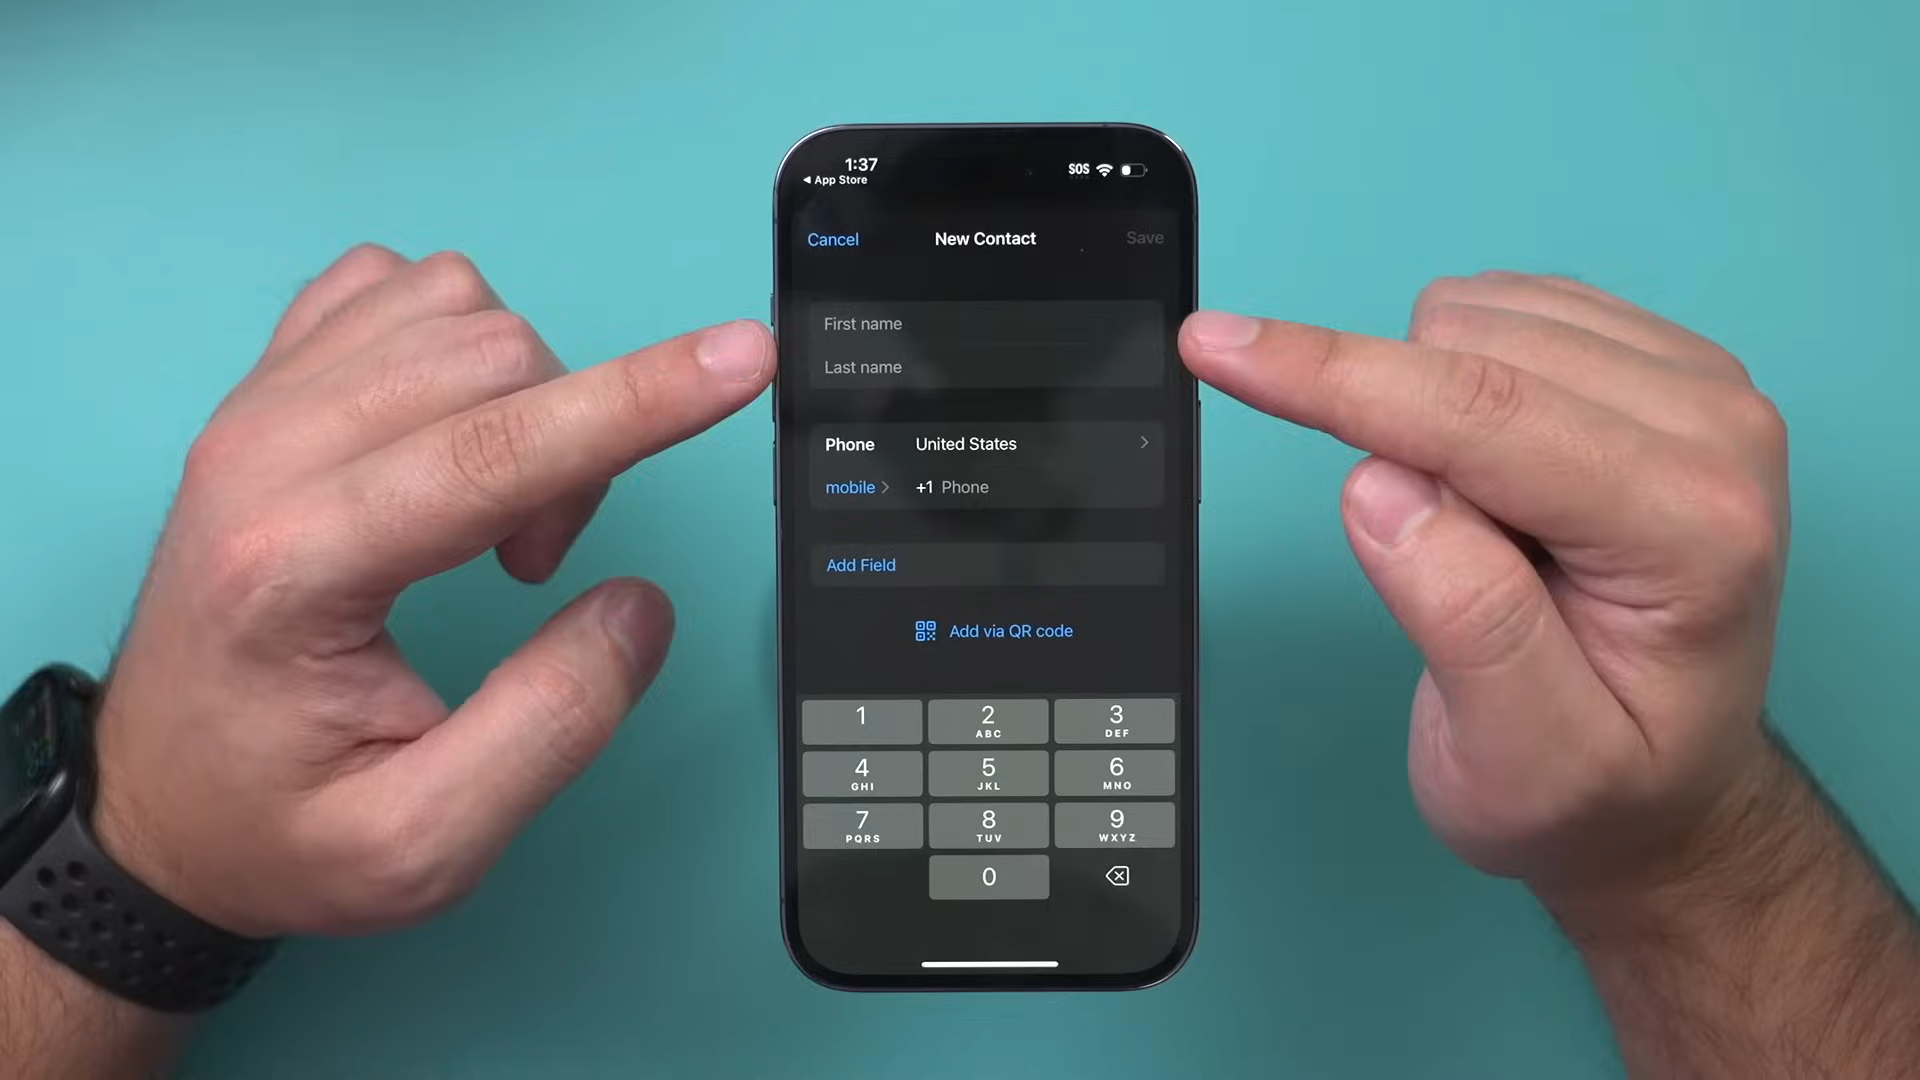 1:37
SOS
◀ App Store
Cancel
New Contact
Save
First name
Last name
Phone
United States
mobile
+1 Phone
Add Field
Add via QR code
1
2
3
ABC
DEF
4
5
6
GHI
JKL
MNO
7
8
9
PQRS
TUV
WXYZ
0